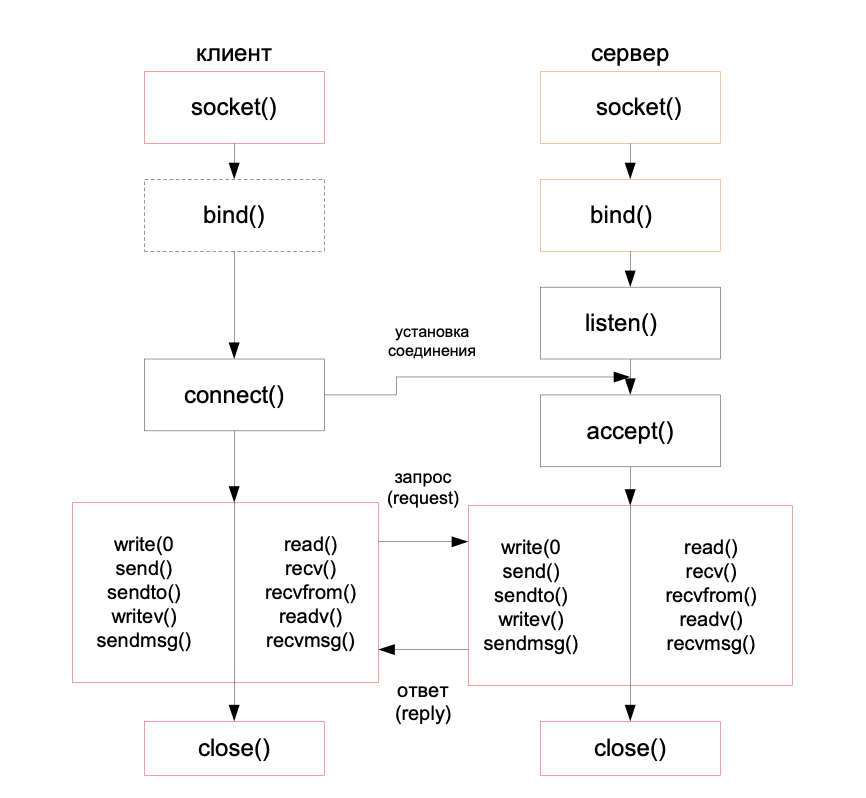 клиент
socket()
bind()
connect()
write(0
send()
sendto()
writev()
sendmsg()
read()
recv()
recvfrom()
readv()
recvmsg()
close()
установка
соединения
запрос
(request)
ответ
(reply)
сервер
socket()
bind()
listen()
accept()
write(0
send()
sendto()
writev()
sendmsg()
read()
recv()
recvfrom()
readv()
recvmsg()
close()